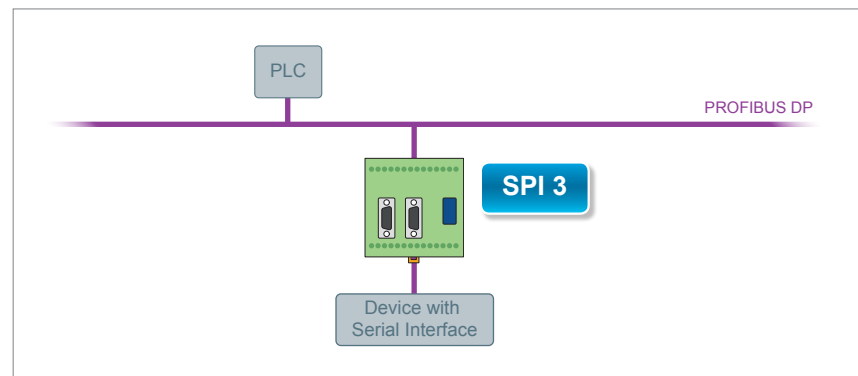 PLC
PROFIBUS DP
SPI 3
Device with
Serial Interface